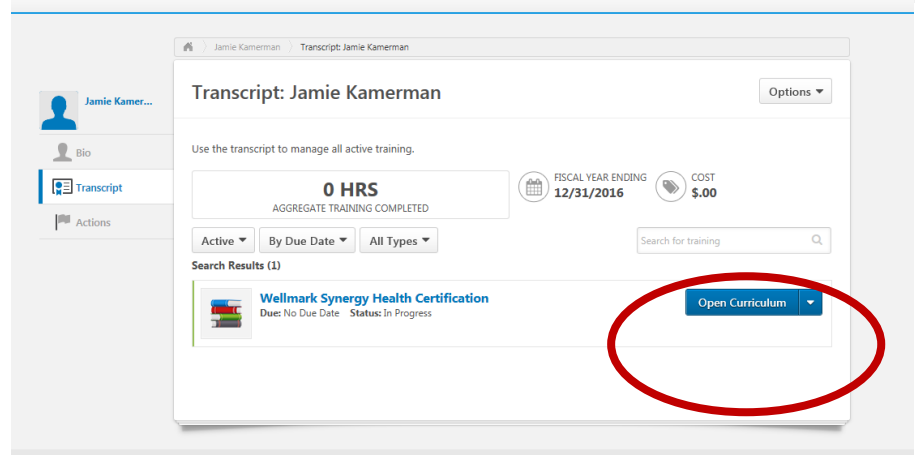 Jamie Kamerman Transcript: Jamie Kamerman
Jamie Kamer...
Bio
Transcript
Actions
Transcript: Jamie Kamerman
Options
Use the transcript to manage all active training.
0 HRS
AGGREGATE TRAINING COMPLETED
FISCAL YEAR ENDING
12/31/2016
COST
$.00
Active By Due Date All Types
Search for training
Search Results (1)
Wellmark Synergy Health Certification
Due: No Due Date Status: In Progress
Open Curriculum